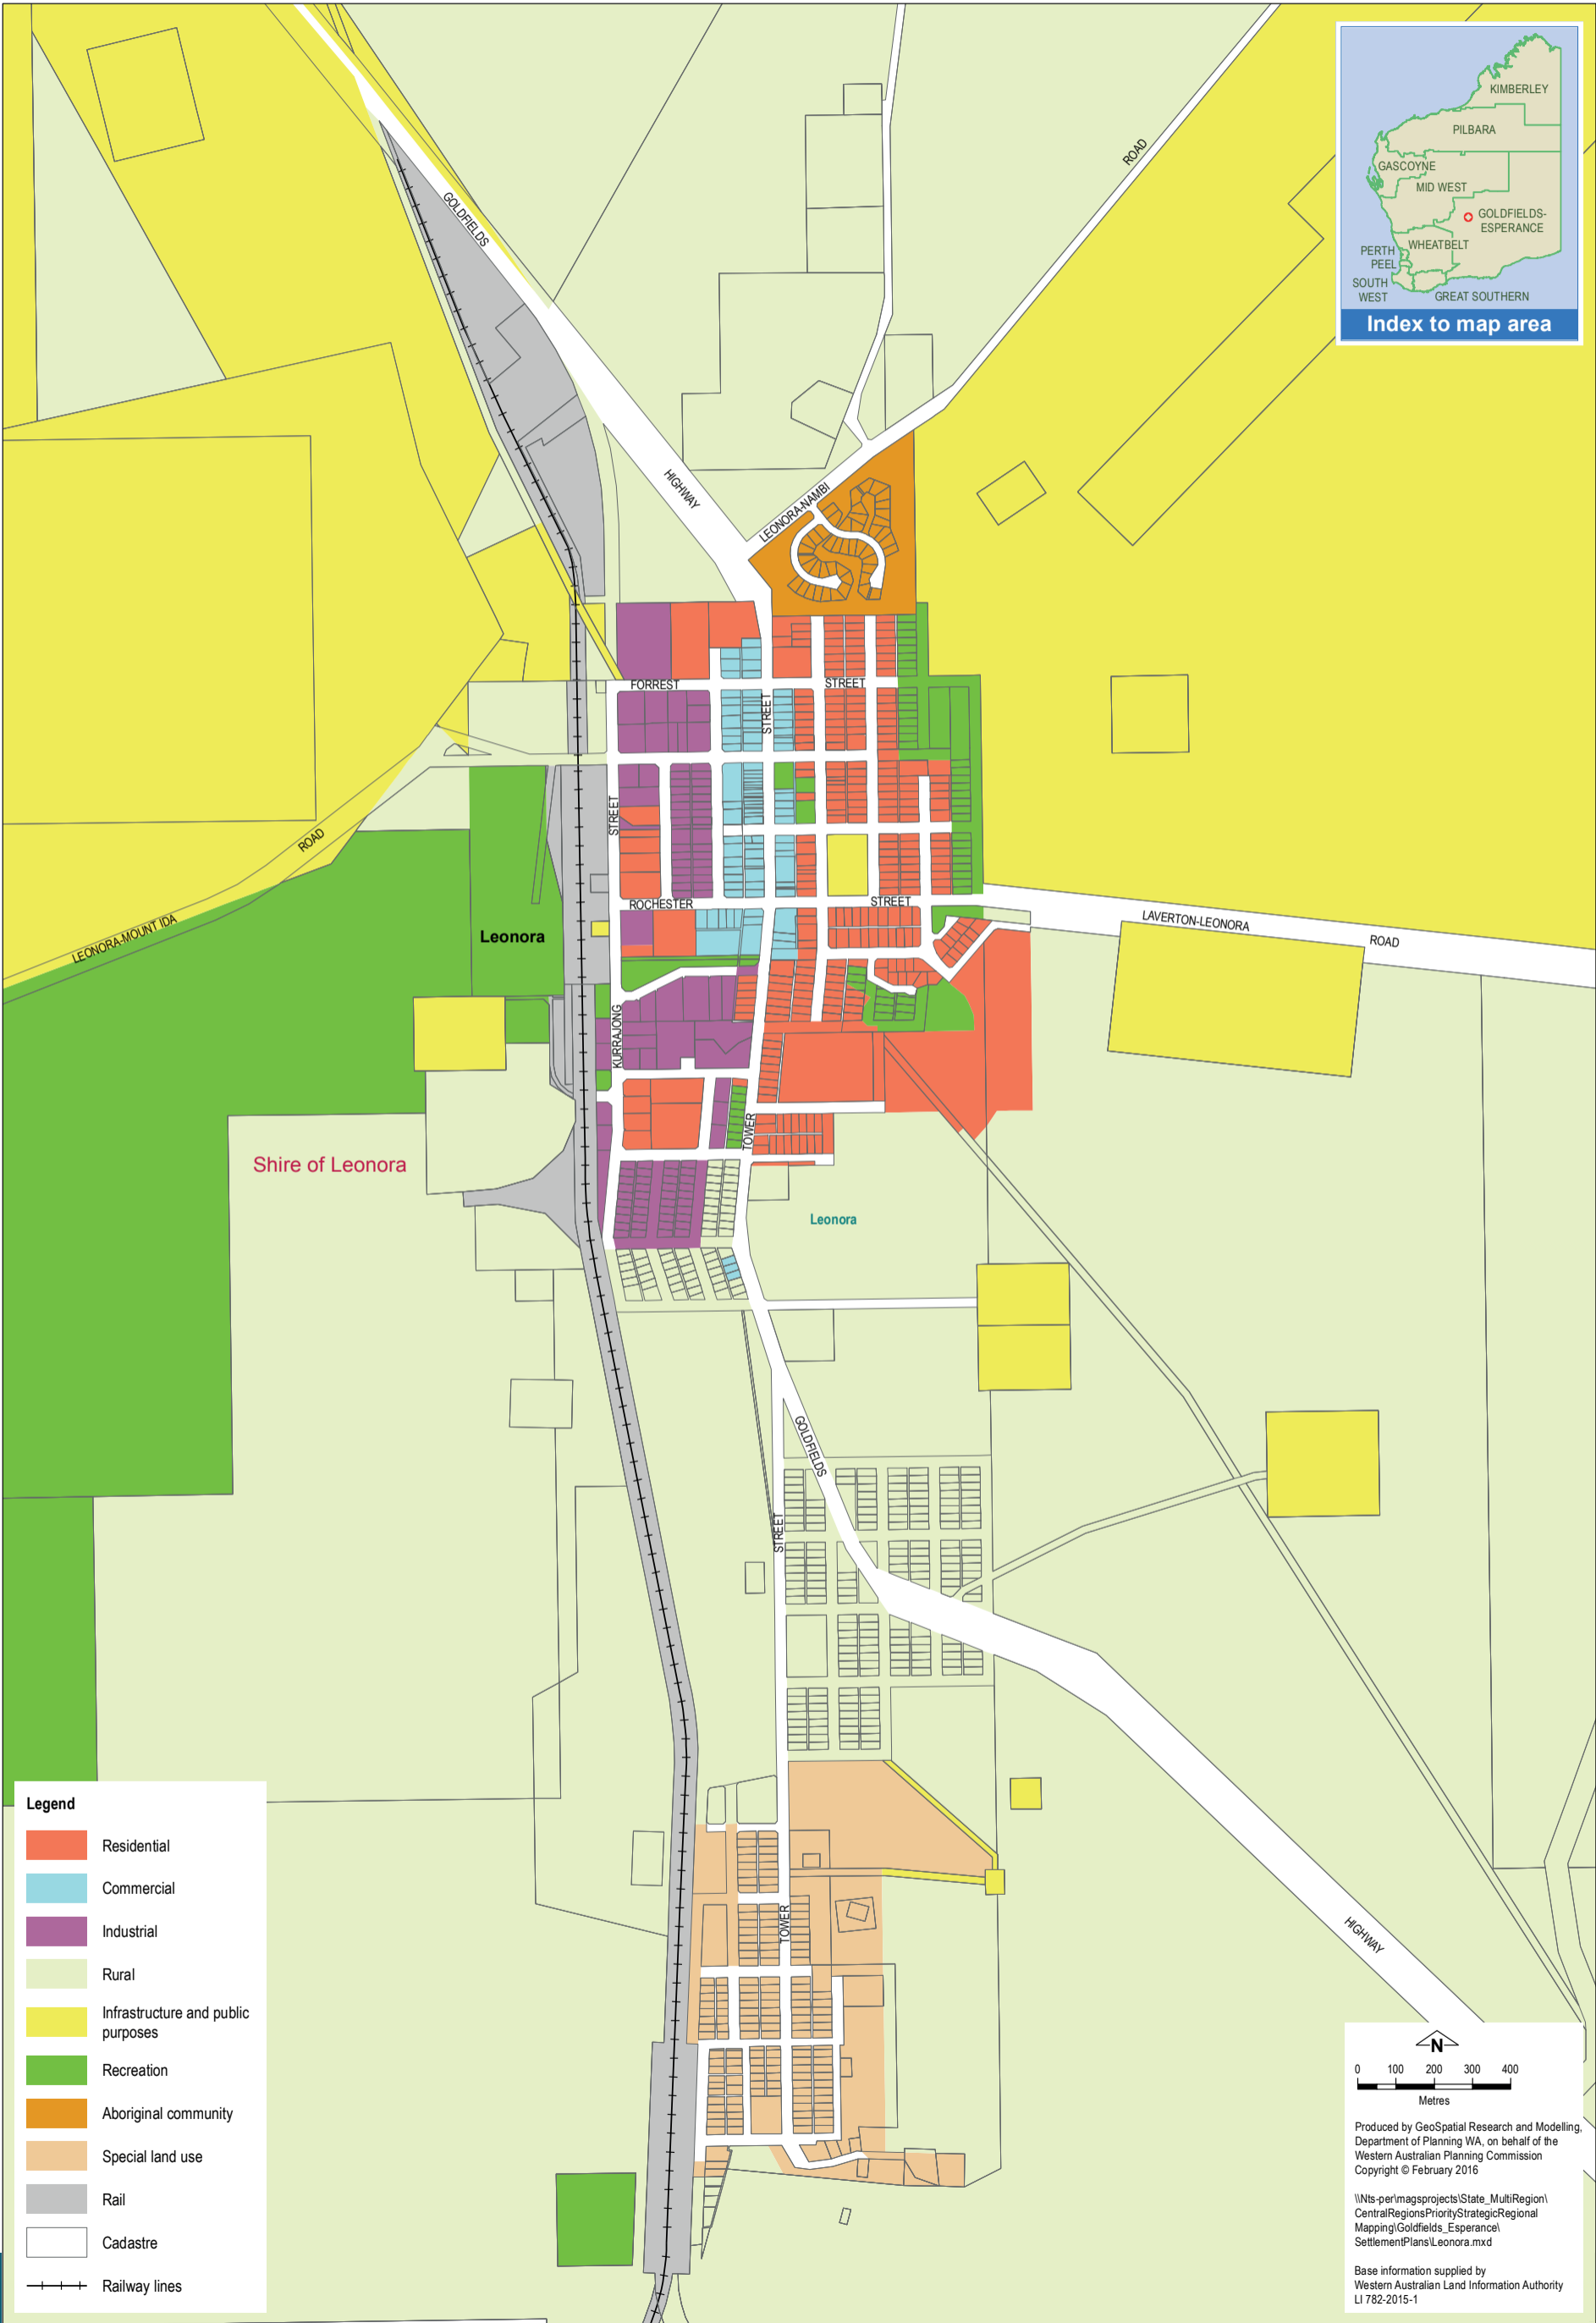 KIMBERLEY
PILBARA
GASCOYNE
MID WEST
GOLDFIELDS-
ESPERANCE
WHEATBELT
PERTH
PEEL
SOUTH
WEST
GREAT SOUTHERN
Index to map area
ROAD
GOLDFIELDS
HIGHWAY
LEONORA-NAMBI
FORREST
STREET
STREET
STREET
ROAD
ROCHESTER
STREET
LEONORA-MOUNT IDA
Leonora
LAVERTON-LEONORA
ROAD
KURRAJONG
TOWER
Shire of Leonora
Leonora
GOLDFIELDS
STREET
TOWER
HIGHWAY
Legend
Residential
Commercial
Industrial
Rural
Infrastructure and public
purposes
Recreation
Aboriginal community
Special land use
Rail
Cadastre
Railway lines
N
0 100 200 300 400
Metres
Produced by GeoSpatial Research and Modelling,
Department of Planning WA, on behalf of the
Western Australian Planning Commission
Copyright © February 2016
\\Nts-per\magsprojects\State_MultiRegion\
CentralRegionsPriorityStrategicRegional
Mapping\Goldfields_Esperance\
SettlementPlans\Leonora.mxd
Base information supplied by
Western Australian Land Information Authority
LI 782-2015-1